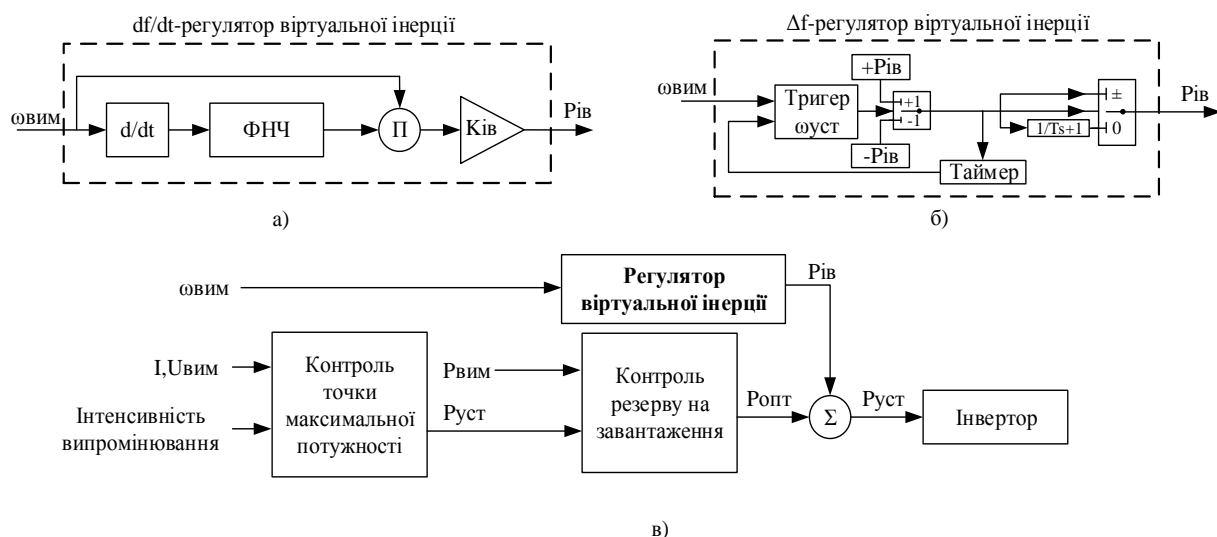 df/dt-регулятор віртуальної інерції
ωвим
d/dt
ФНЧ
П
Ків
Рів
а)
Δf-регулятор віртуальної інерції
ωвим
Тригер
ωуст
+Рів
+1
-1
-Рів
Таймер
1/Ts+1
±
0
Рів
б)
ωвим
Регулятор
віртуальної інерції
Рів
I,Uвим
Інтенсивність
випромінювання
Контроль
точки
максимальної
потужності
Рвим
Руст
Контроль
резерву на
завантаження
Ропт
Σ
Руст
Інвертор
в)